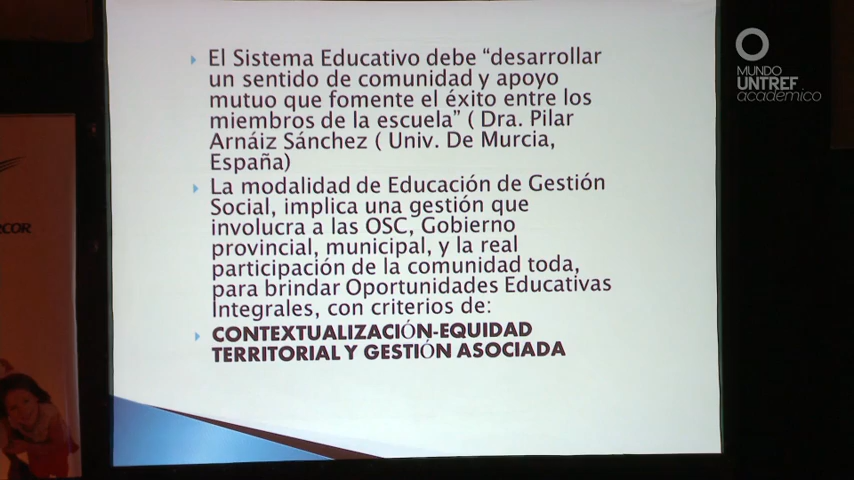 El Sistema Educativo debe “desarrollar
un sentido de comunidad y apoyo
mutuo que fomente el éxito entre los
miembros de la escuela” ( Dra. Pilar
Arnáiz Sánchez ( Univ. De Murcia,
España)
La modalidad de Educación de Gestión
Social, implica una gestión que
involucra a las OSC, Gobierno
provincial, municipal, y la real
participación de la comunidad toda,
para brindar Oportunidades Educativas
Integrales, con criterios de:
CONTEXTUALIZACIÓN-EQUIDAD
TERRITORIAL Y GESTIÓN ASOCIADA
MUNDO
UNTREF
académico